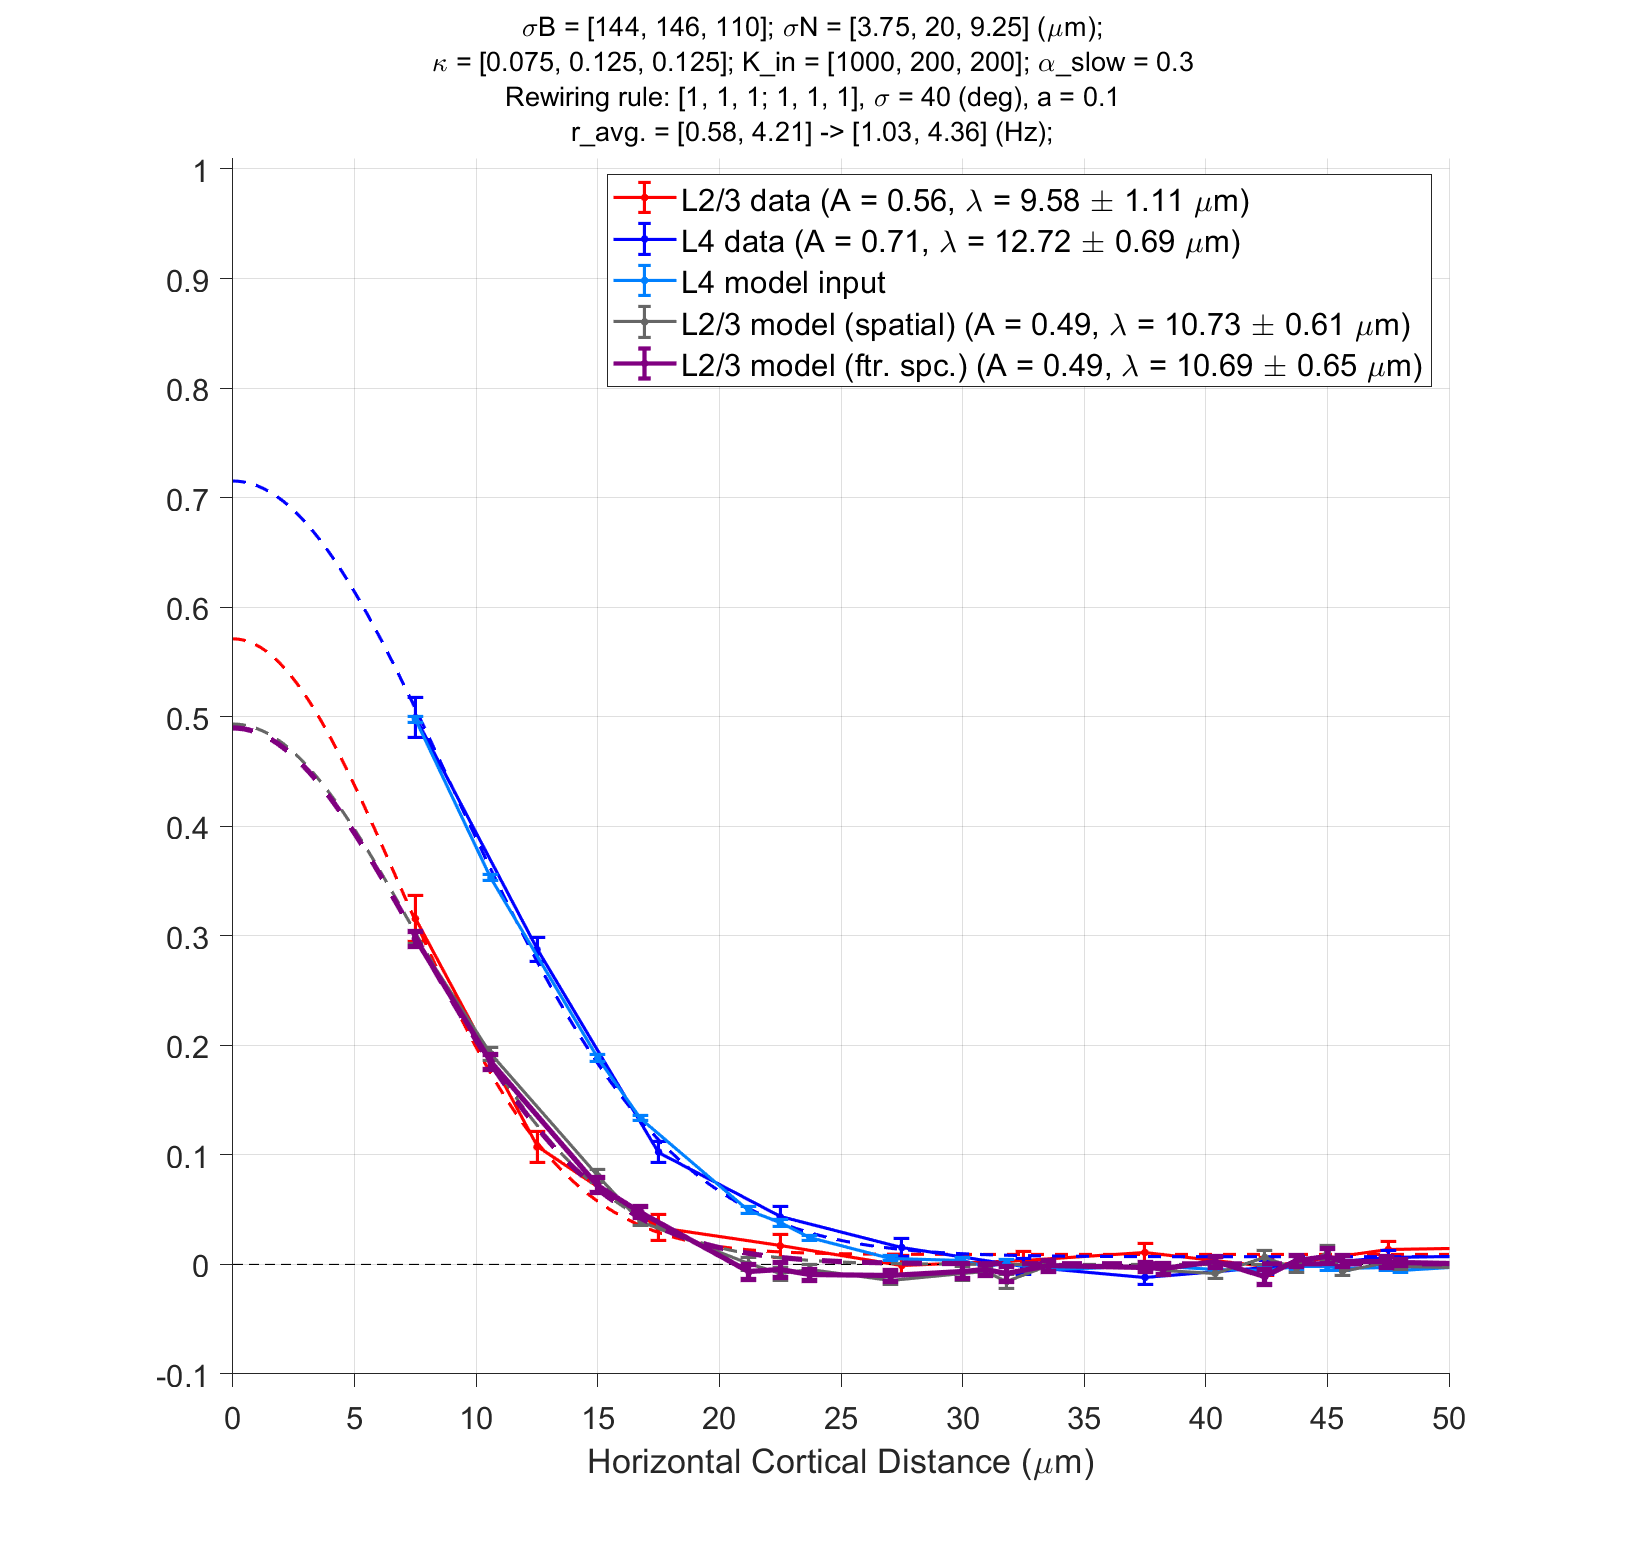 σB = [144, 146, 110]; σN = [3.75, 20, 9.25] (μm);
κ = [0.075, 0.125, 0.125]; K_in = [1000, 200, 200]; α_slow = 0.3
Rewiring rule: [1, 1, 1; 1, 1, 1], σ = 40 (deg), a = 0.1
r_avg. = [0.58, 4.21] -> [1.03, 4.36] (Hz);
L2/3 data (A = 0.56, λ = 9.58 ± 1.11 μm)
L4 data (A = 0.71, λ = 12.72 ± 0.69 μm)
L4 model input
L2/3 model (spatial) (A = 0.49, λ = 10.73 ± 0.61 μm)
L2/3 model (ftr. spc.) (A = 0.49, λ = 10.69 ± 0.65 μm)
1
0.9
0.8
0.7
0.6
0.5
0.4
0.3
0.2
0.1
0
-0.1
0 5 10 15 20 25 30 35 40 45 50
Horizontal Cortical Distance (μm)